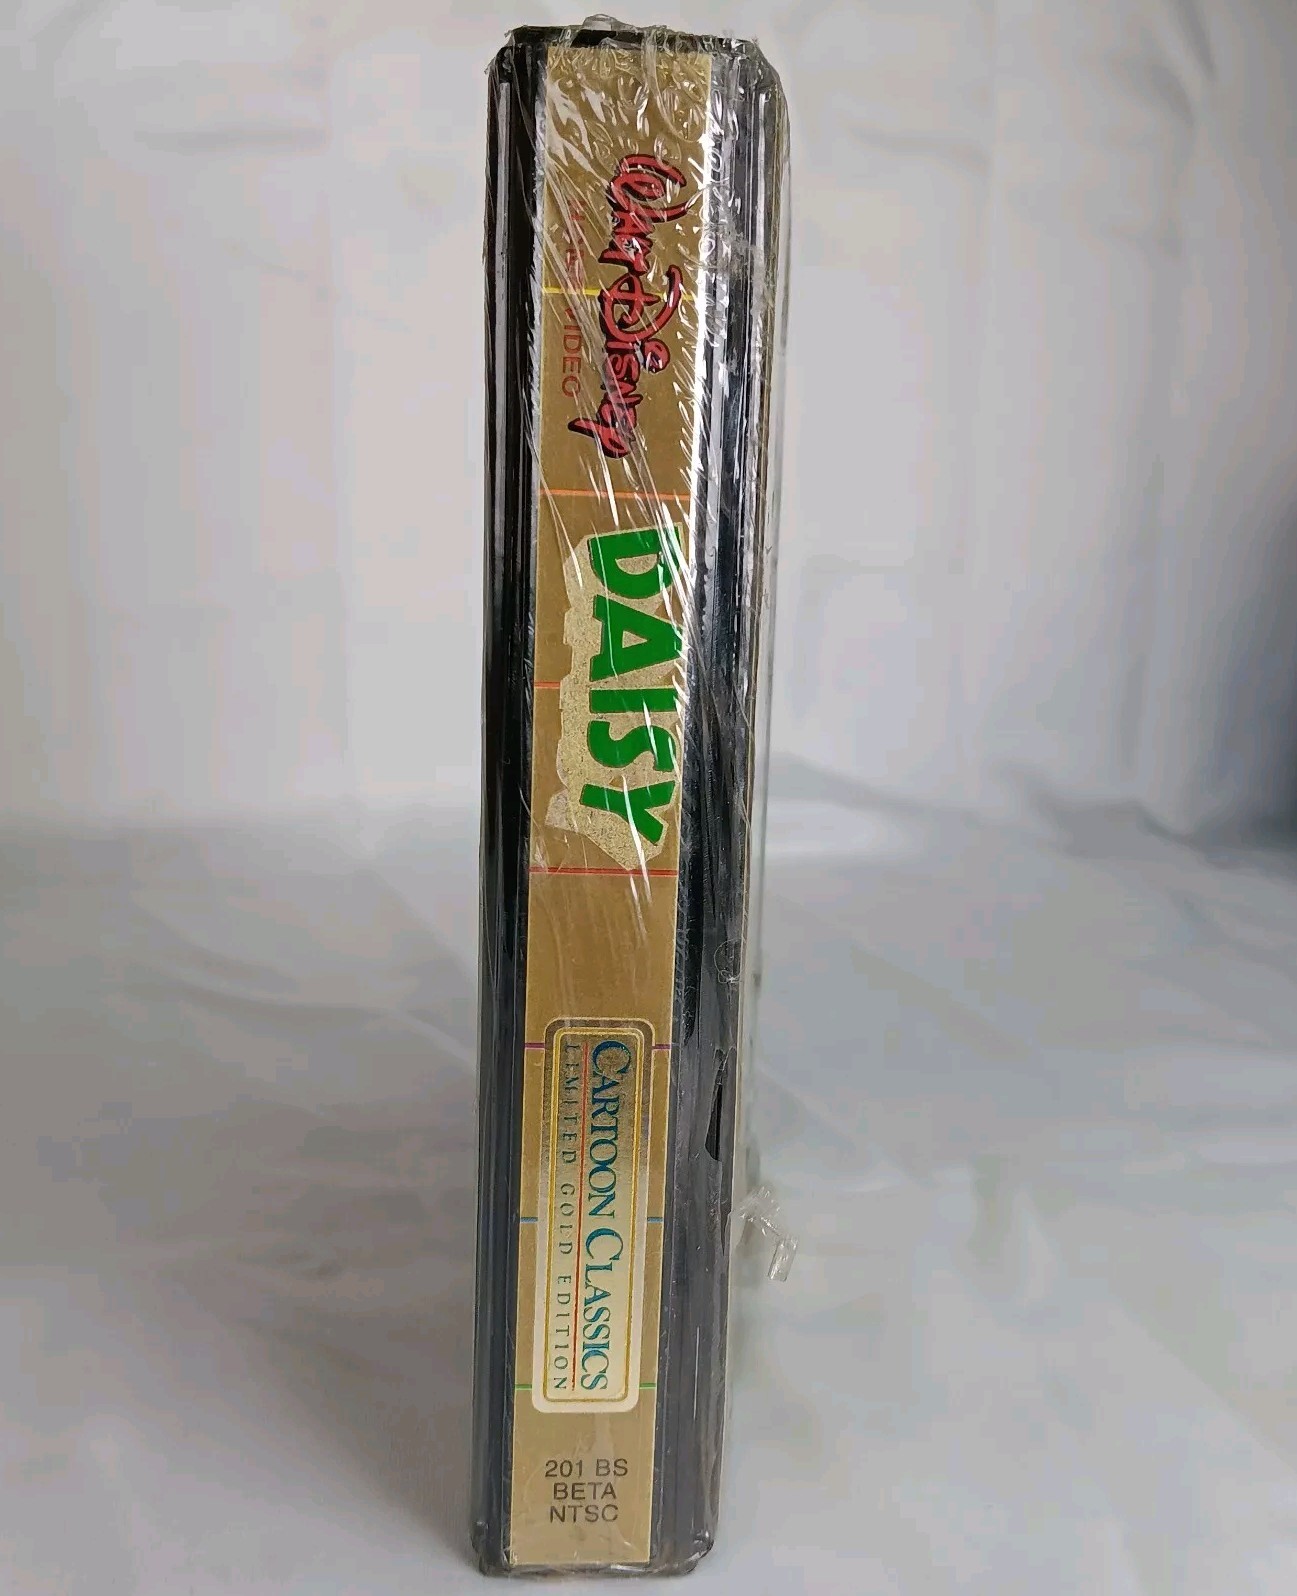 WALT DISNEY
VIDEO
DAISY
CARTOON CLASSICS
LIMITED GOLD EDITION
201 BS
BETA
NTSC